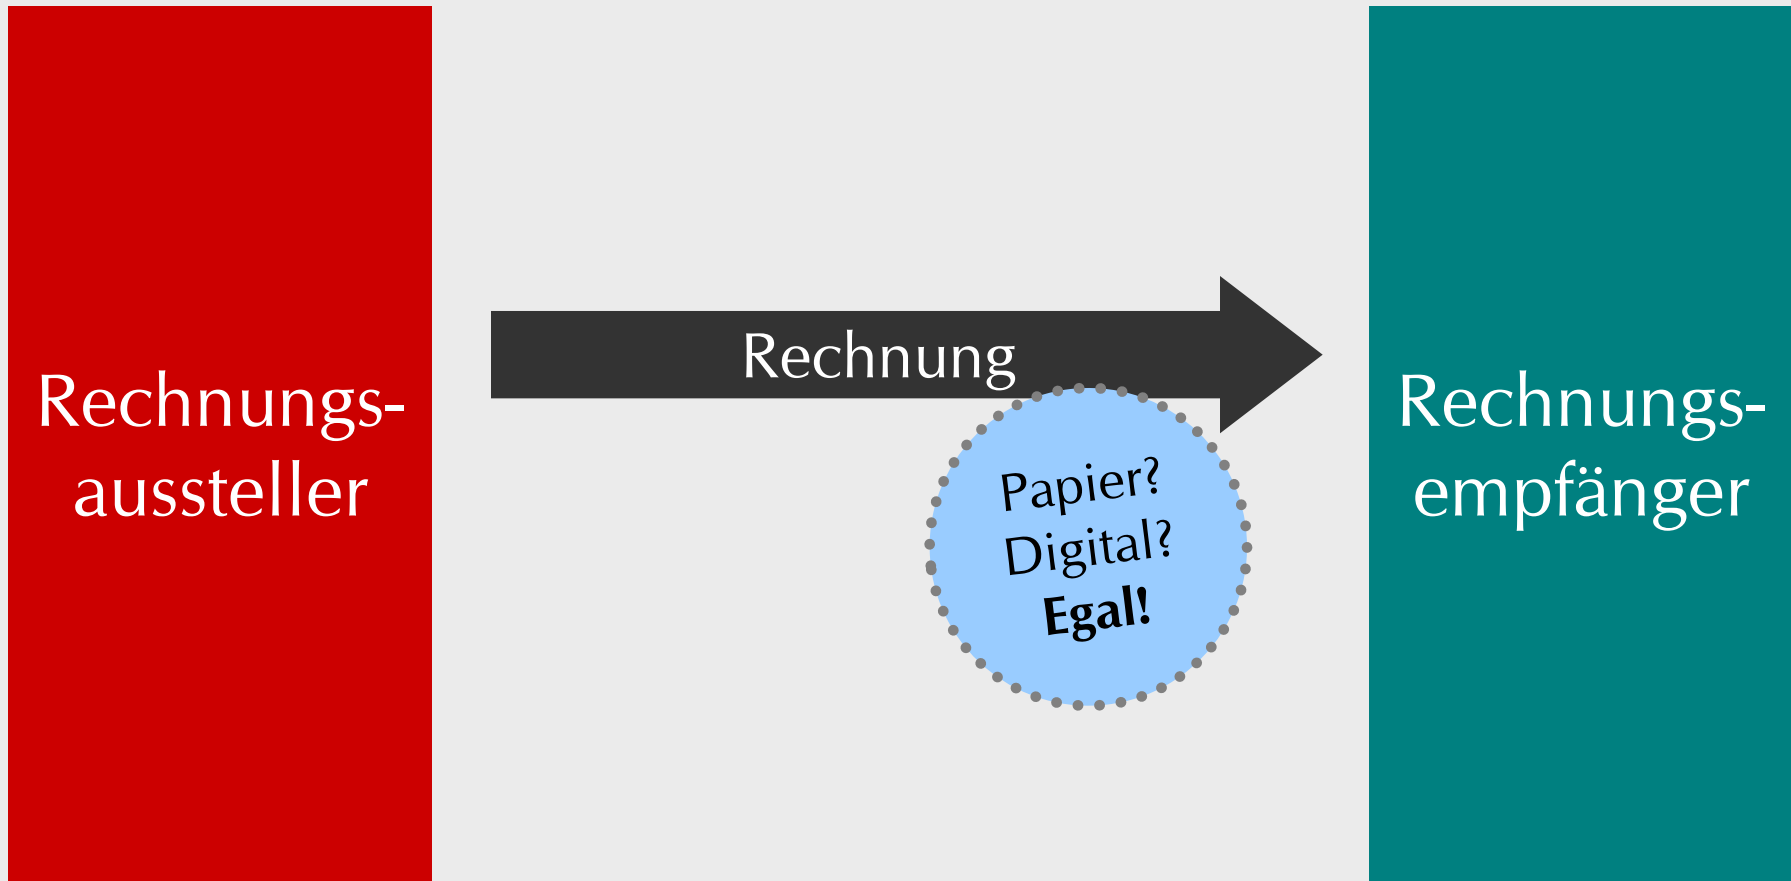 Rechnungs-
aussteller
Rechnung
Papier?
Digital?
Egal!
Rechnungs-
empfänger